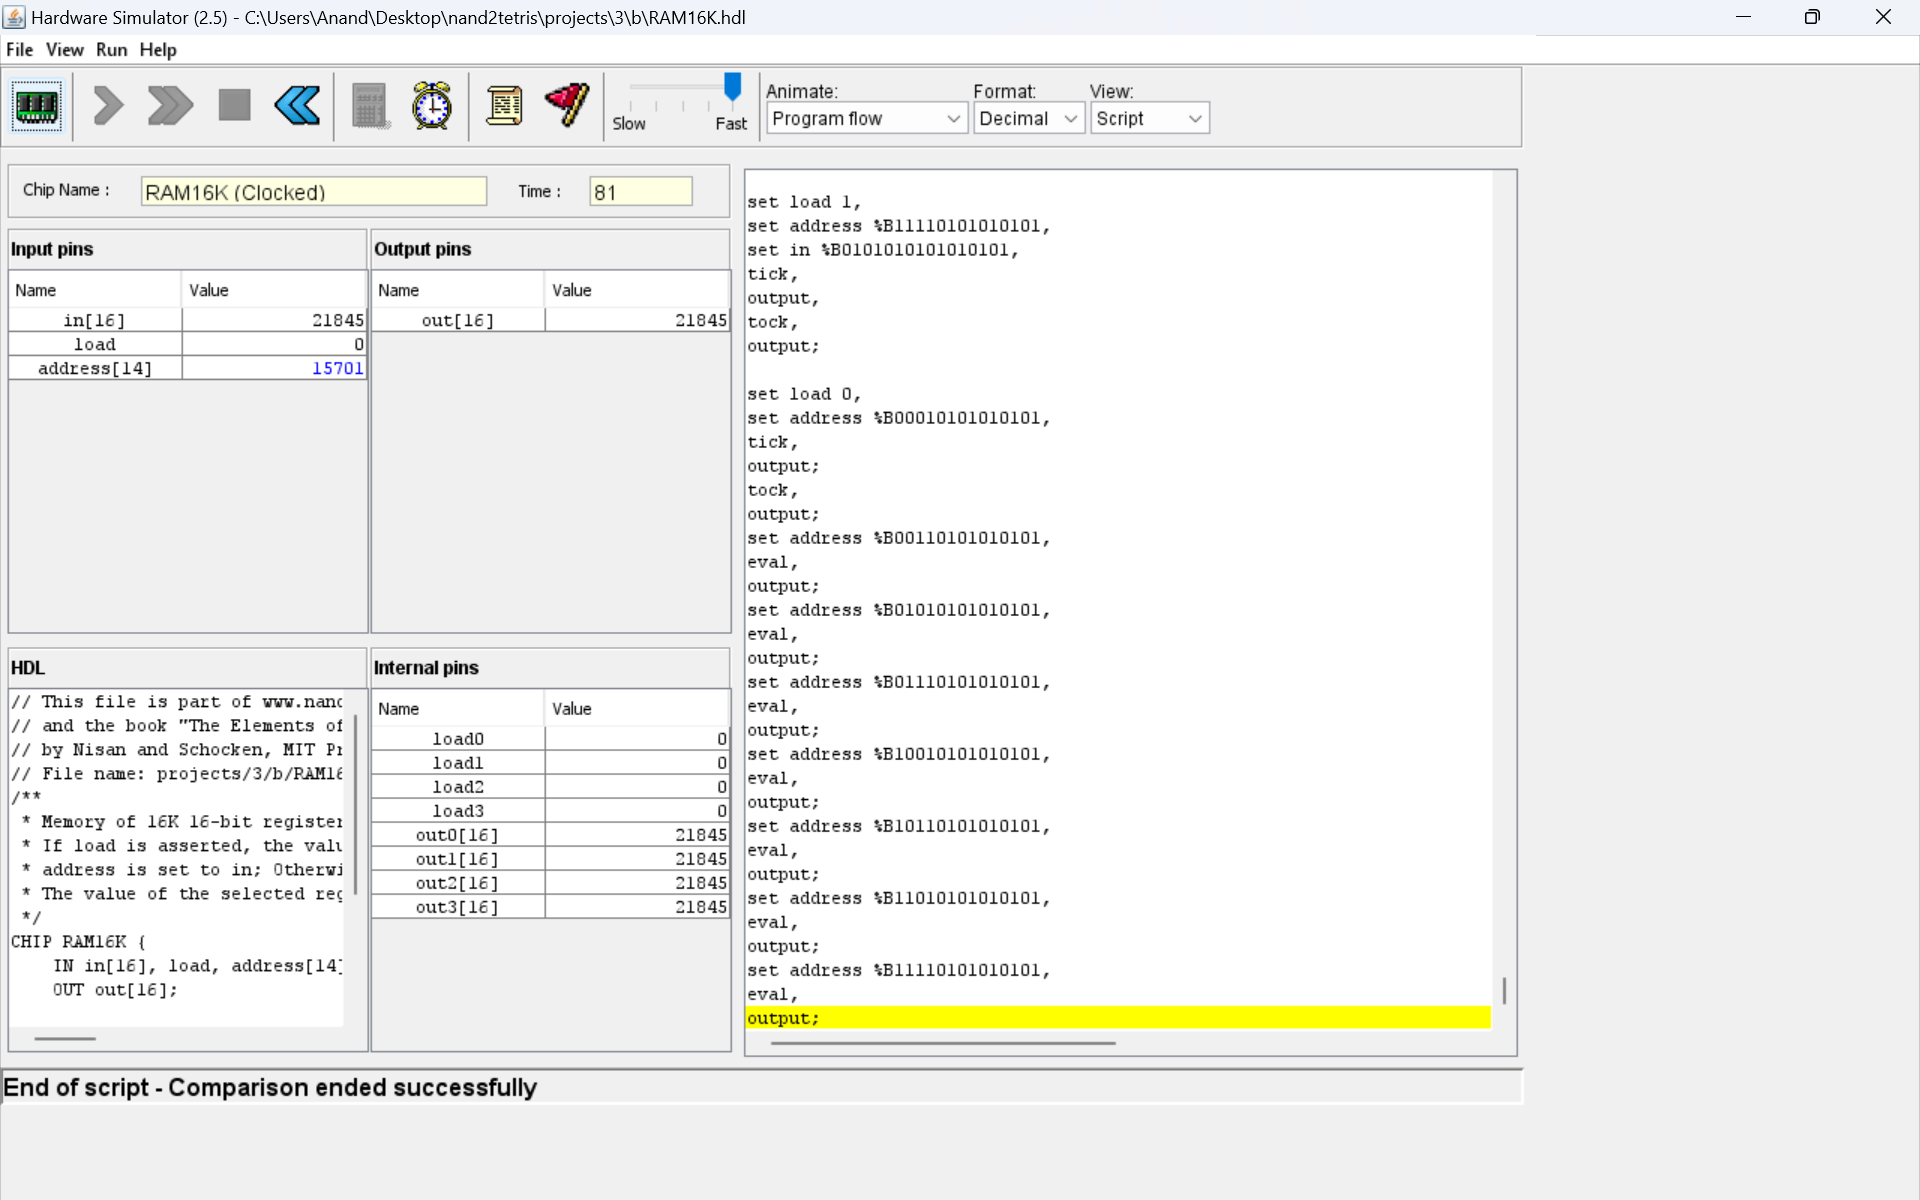 Hardware Simulator (2.5) - C:\Users\Anand\Desktop\nand2tetris\projects\3\b\RAM16K.hdl
File View Run Help
Animate: Format: View:
Slow Fast Program flow Decimal Script
Chip Name : RAM16K (Clocked) Time : 81
Input pins
Name Value
in[16] 21845
load 0
address[14] 15701
Output pins
Name Value
out[16] 21845
HDL
// This file is part of www.nand
// and the book "The Elements of
// by Nisan and Schocken, MIT Pr
// File name: projects/3/b/RAM16
/**
* Memory of 16K 16-bit register
* If load is asserted, the valu
* address is set to in; Otherwi
* The value of the selected reg
*/
CHIP RAM16K {
IN in[16], load, address[14]
OUT out[16];
Internal pins
Name Value
load0 0
load1 0
load2 0
load3 0
out0[16] 21845
out1[16] 21845
out2[16] 21845
out3[16] 21845
set load 1,
set address %B11110101010101,
set in %B0101010101010101,
tick,
output,
tock,
output;
set load 0,
set address %B00010101010101,
tick,
output;
tock,
output;
set address %B00110101010101,
eval,
output;
set address %B01010101010101,
eval,
output;
set address %B01110101010101,
eval,
output;
set address %B10010101010101,
eval,
output;
set address %B10110101010101,
eval,
output;
set address %B11010101010101,
eval,
output;
set address %B11110101010101,
eval,
output;
End of script - Comparison ended successfully